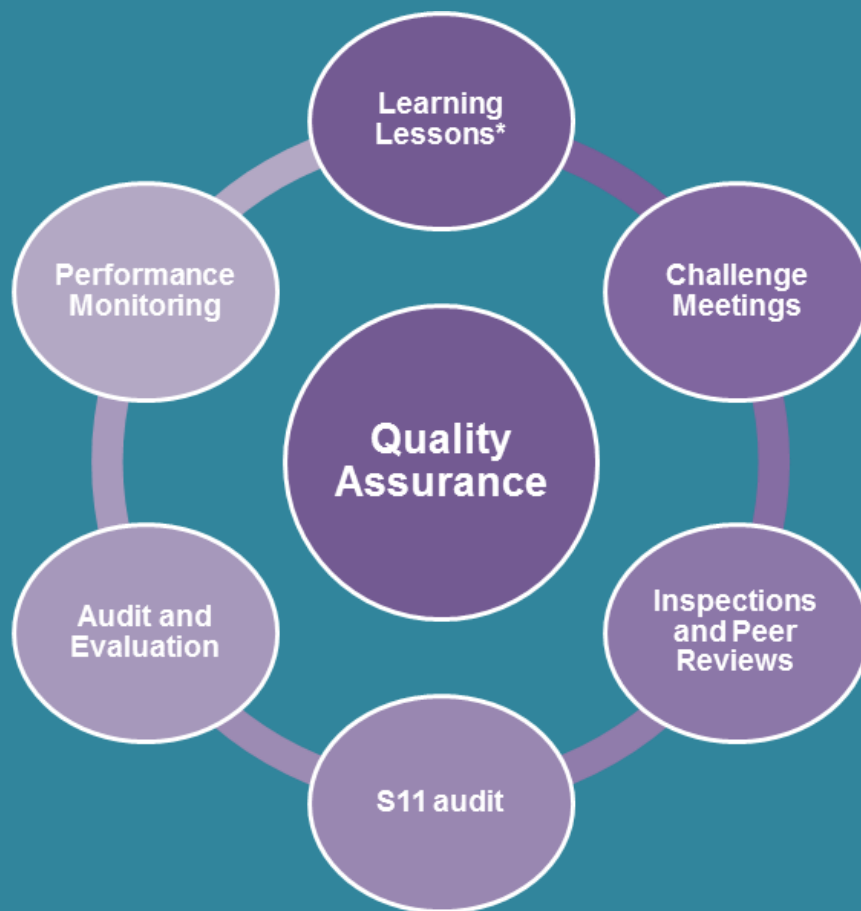 Learning
Lessons*
Challenge
Meetings
Inspections
and Peer
Reviews
S11 audit
Audit and
Evaluation
Performance
Monitoring
Quality
Assurance